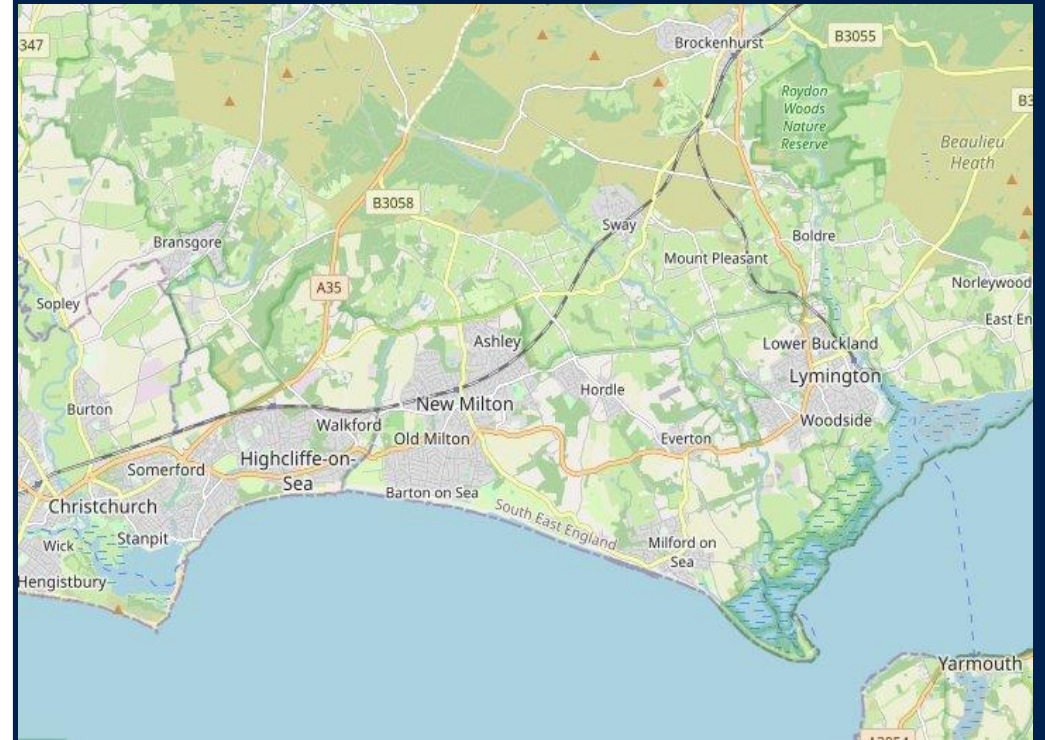 Brockenhurst
B3055
347
Roydon
Woods
Nature
Reserve
B3
Beaulieu
Heath
B3058
Sway
Bransgore
Boldre
Mount Pleasant
A35
Norleywood
Sopley
East En
Ashley
Lower Buckland
Lymington
Hordle
New Milton
Burton
Walkford
Woodside
Old Milton
Everton
Somerford
Highcliffe-on-
Sea
Barton on Sea
Christchurch
South East England
Stanpit
Wick
Milford on
Sea
Hengistbury
Yarmouth
A3054